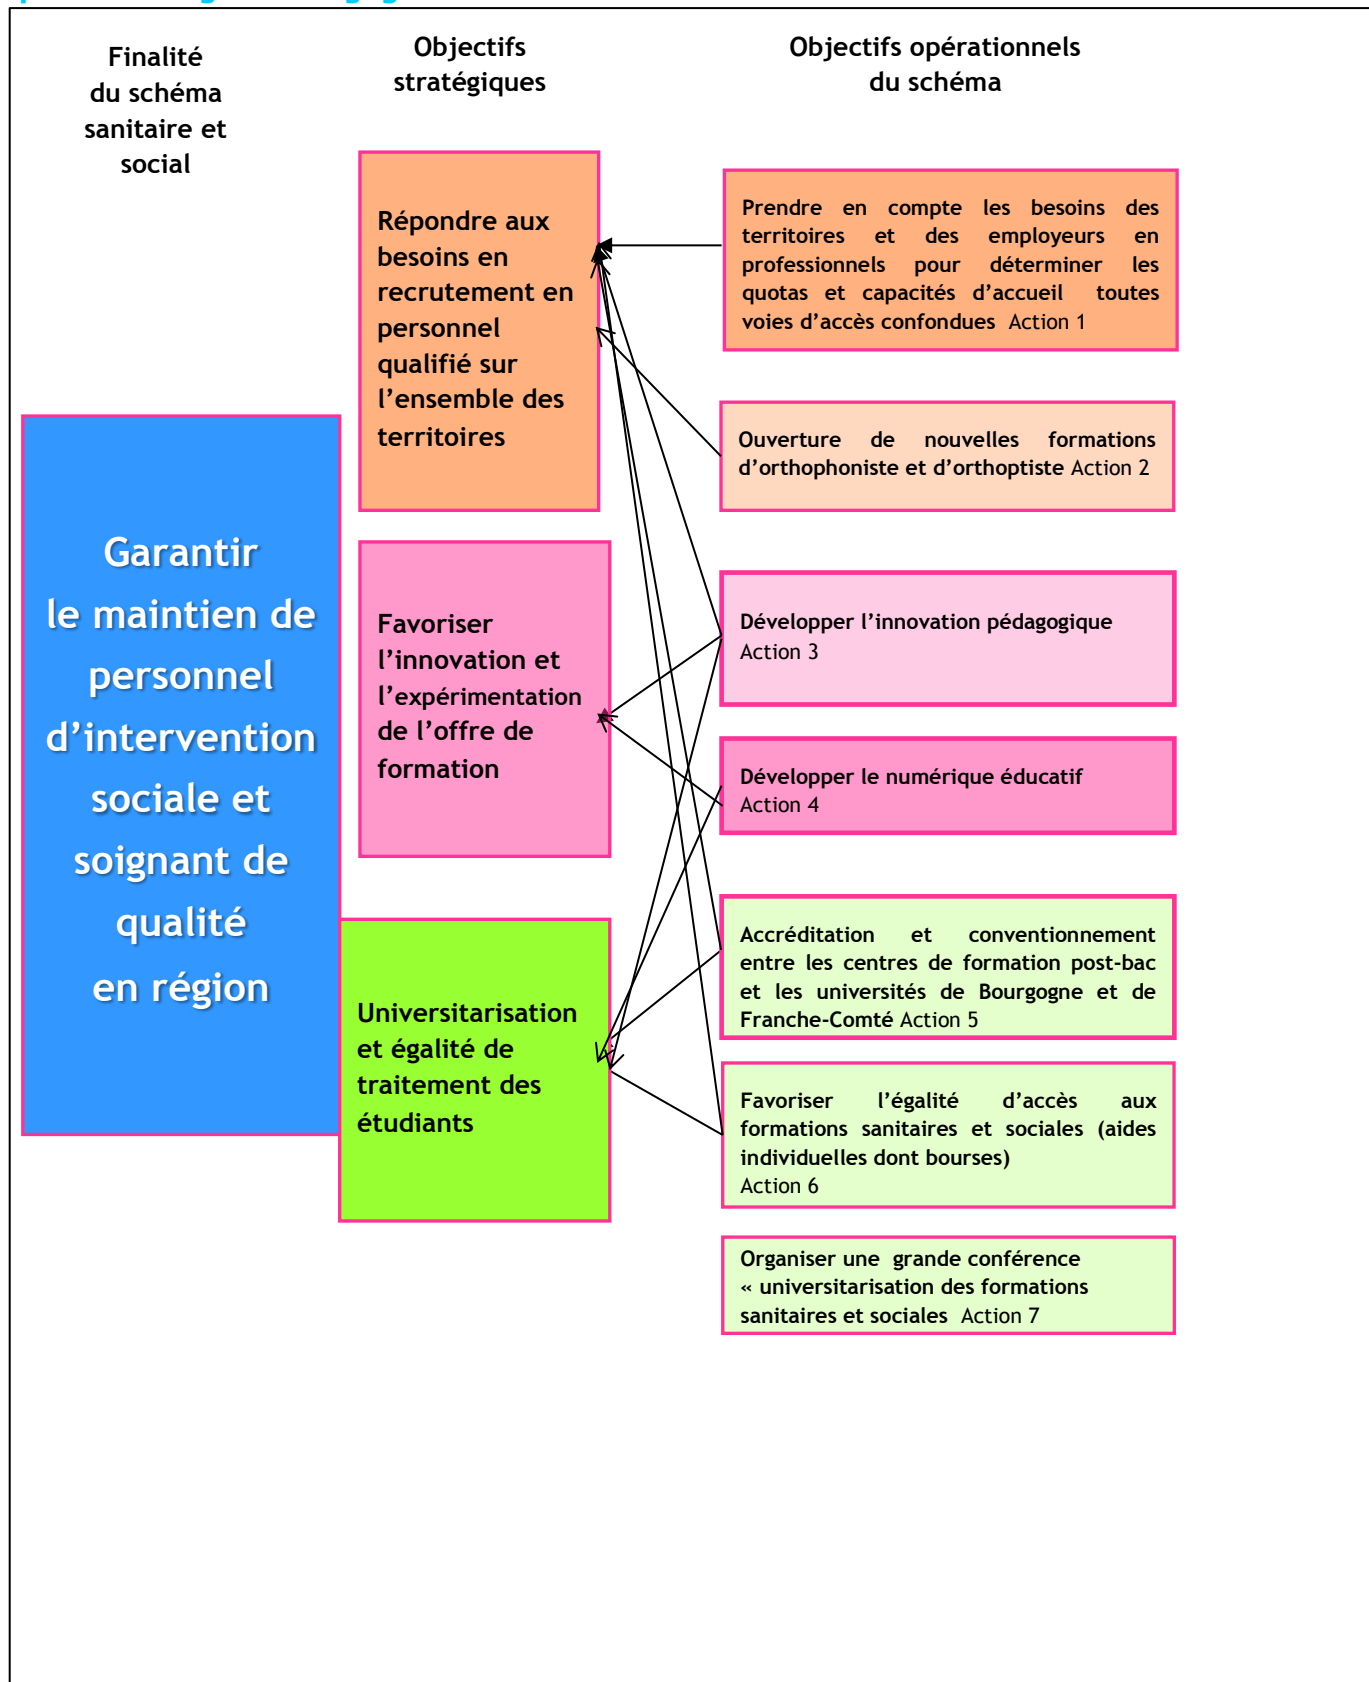 Finalité
du schéma
sanitaire et
social
Objectifs
stratégiques
Objectifs opérationnels
du schéma
Garantir
le maintien de
personnel
d’intervention
sociale et
soignant de
qualité
en région
Répondre aux
besoins en
recrutement en
personnel
qualifié sur
l’ensemble des
territoires
Favoriser
l’innovation et
l’expérimentation
de l’offre de
formation
Universitarisation
et égalité de
traitement des
étudiants
Prendre en compte les besoins des
territoires et des employeurs en
professionnels pour déterminer les
quotas et capacités d’accueil toutes
voies d’accès confondues Action 1
Ouverture de nouvelles formations
d’orthophoniste et d’orthoptiste Action 2
Développer l’innovation pédagogique
Action 3
Développer le numérique éducatif
Action 4
Accréditation et conventionnement
entre les centres de formation post-bac
et les universités de Bourgogne et de
Franche-Comté Action 5
Favoriser l’égalité d’accès aux
formations sanitaires et sociales (aides
individuelles dont bourses)
Action 6
Organiser une grande conférence
« universitarisation des formations
sanitaires et sociales Action 7